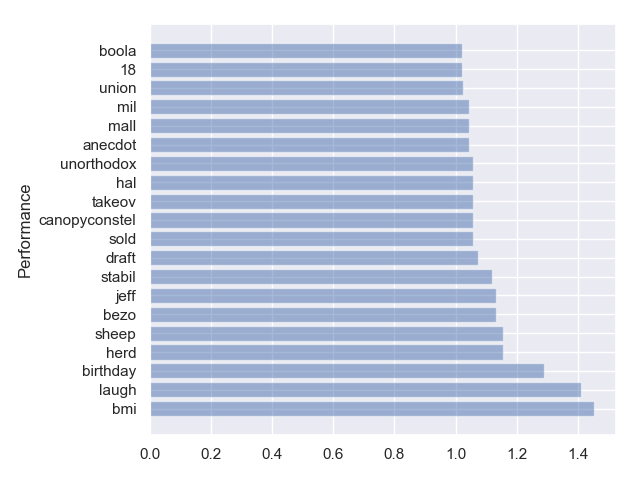 boola
18
union
mil
mall
anecdot
unorthodox
hal
takeov
canopyconstel
sold
draft
stabil
jeff
bezo
sheep
herd
birthday
laugh
bmi
Performance
0.0 0.2 0.4 0.6 0.8 1.0 1.2 1.4